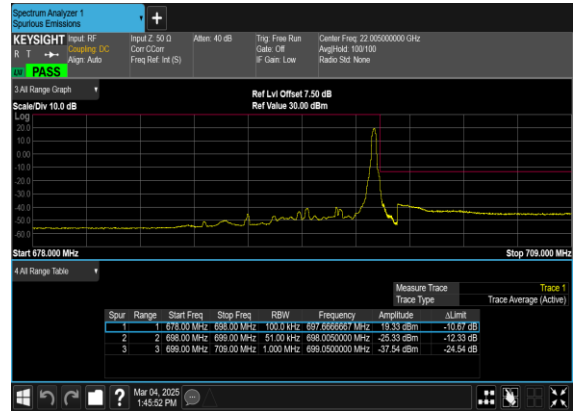 Spectrum Analyzer 1
Spurious Emissions
KEYSIGHT Input: RF Input Z: 50 Ω Atten: 40 dB Trig: Free Run Center Freq: 22.005000000 GHz
R T Coupling: DC Corr CCorr Gate: Off Avg|Hold: 100/100
Align: Auto Freq Ref: Int (S) IF Gain: Low Radio Std: None
LW PASS
3 All Range Graph
Ref Lvl Offset 7.50 dB
Scale/Div 10.0 dB Ref Value 30.00 dBm
Log
20.0
10.0
0.00
-10.0
-20.0
-30.0
-40.0
-50.0
-60.0
Start 678.000 MHz Stop 709.000 MHz
4 All Range Table
Measure Trace Trace 1
Trace Type Trace Average (Active)
Spur Range Start Freq Stop Freq RBW Frequency Amplitude ΔLimit
1 1 678.00 MHz 698.00 MHz 100.0 kHz 697.6666667 MHz 19.33 dBm -10.67 dB
2 2 698.00 MHz 699.00 MHz 51.00 kHz 698.0050000 MHz -25.33 dBm -12.33 dB
3 3 699.00 MHz 709.00 MHz 1.000 MHz 699.0500000 MHz -37.54 dBm -24.54 dB
?
Mar 04, 2025
1:45:52 PM